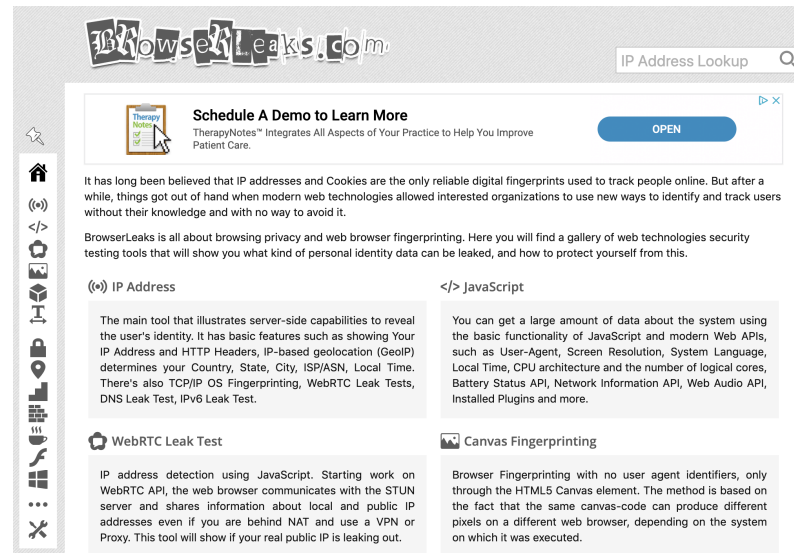 BRowseRLeaks.com
IP Address Lookup
Therapy
Notes
Schedule A Demo to Learn More
TherapyNotes™ Integrates All Aspects of Your Practice to Help You Improve
Patient Care.
OPEN
It has long been believed that IP addresses and Cookies are the only reliable digital fingerprints used to track people online. But after a
while, things got out of hand when modern web technologies allowed interested organizations to use new ways to identify and track users
without their knowledge and with no way to avoid it.
BrowserLeaks is all about browsing privacy and web browser fingerprinting. Here you will find a gallery of web technologies security
testing tools that will show you what kind of personal identity data can be leaked, and how to protect yourself from this.
IP Address
The main tool that illustrates server-side capabilities to reveal
the user's identity. It has basic features such as showing Your
IP Address and HTTP Headers, IP-based geolocation (GeoIP)
determines your Country, State, City, ISP/ASN, Local Time.
There's also TCP/IP OS Fingerprinting, WebRTC Leak Tests,
DNS Leak Test, IPv6 Leak Test.
</> JavaScript
You can get a large amount of data about the system using
the basic functionality of JavaScript and modern Web APIs,
such as User-Agent, Screen Resolution, System Language,
Local Time, CPU architecture and the number of logical cores,
Battery Status API, Network Information API, Web Audio API,
Installed Plugins and more.
WebRTC Leak Test
IP address detection using JavaScript. Starting work on
WebRTC API, the web browser communicates with the STUN
server and shares information about local and public IP
addresses even if you are behind NAT and use a VPN or
Proxy. This tool will show if your real public IP is leaking out.
Canvas Fingerprinting
Browser Fingerprinting with no user agent identifiers, only
through the HTML5 Canvas element. The method is based on
the fact that the same canvas-code can produce different
pixels on a different web browser, depending on the system
on which it was executed.